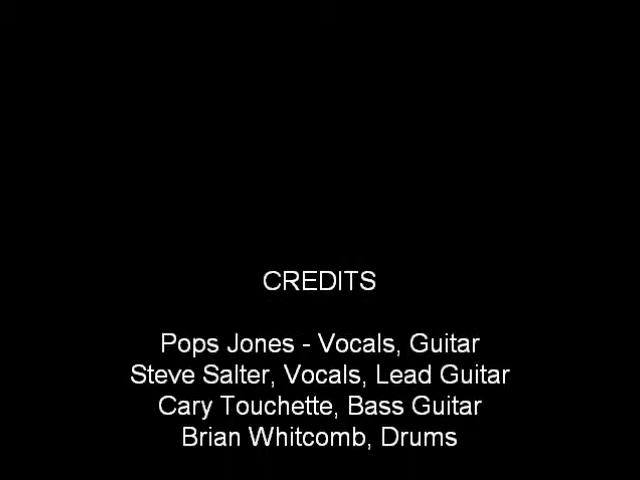 CREDITS
Pops Jones - Vocals, Guitar
Steve Salter, Vocals, Lead Guitar
Cary Touchette, Bass Guitar
Brian Whitcomb, Drums